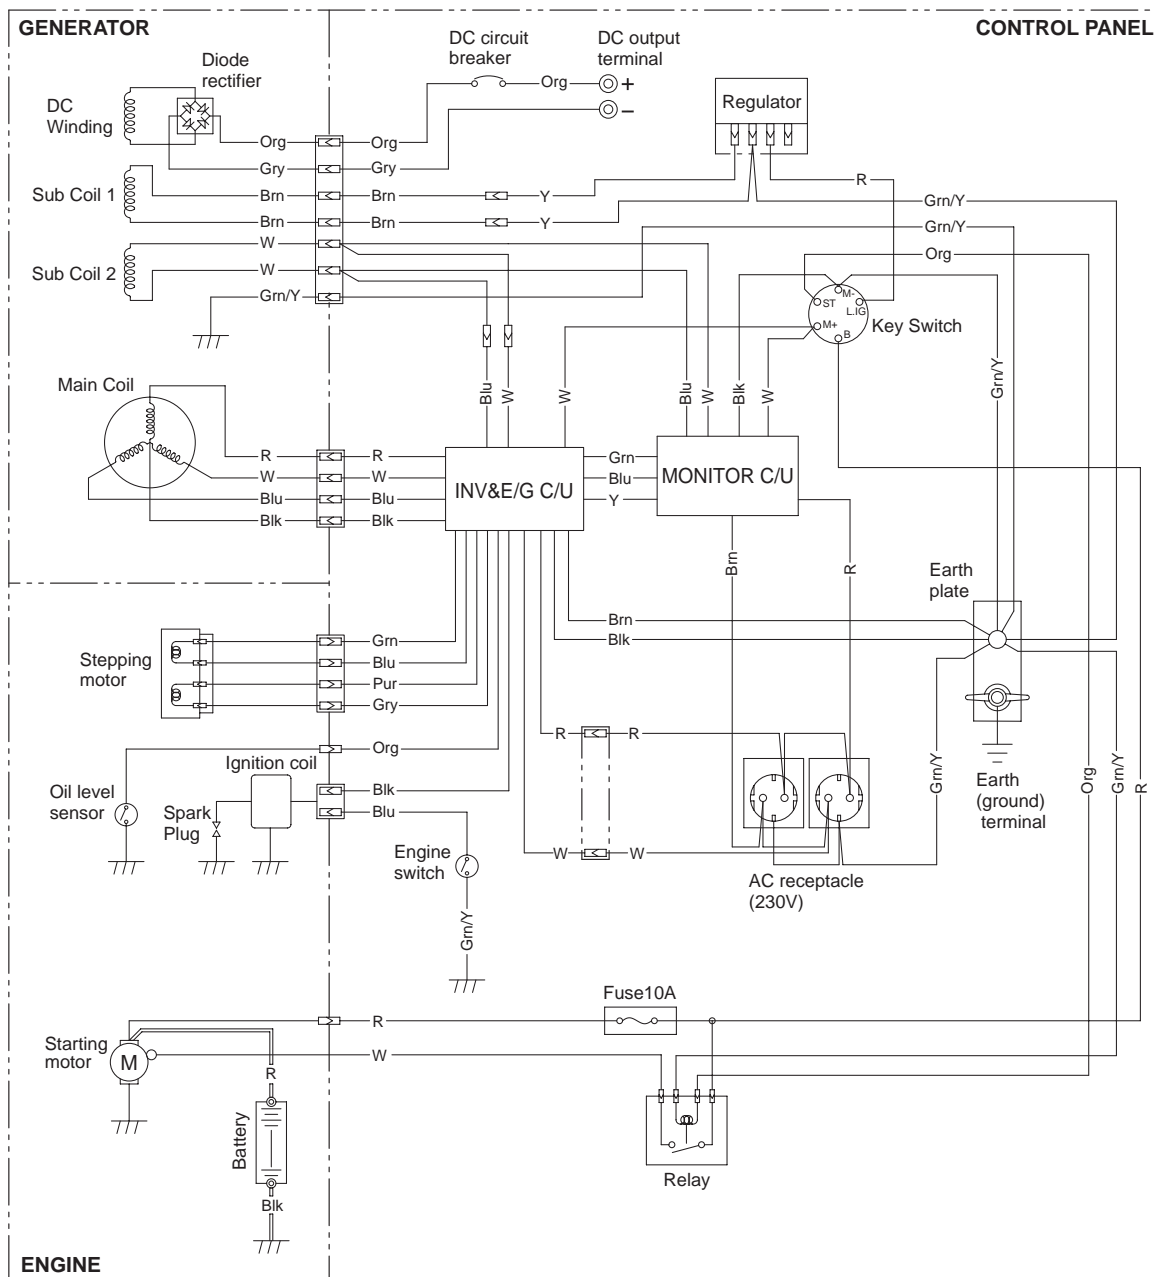 GENERATOR
CONTROL PANEL
DC circuit
breaker
DC output
terminal
Diode
rectifier
Org
+
−
DC
Winding
Regulator
Org
Org
Gry
Gry
R
Sub Coil 1
Brn
Brn
Y
Grn/Y
Brn
Brn
Y
Grn/Y
W
Org
Sub Coil 2
W
Grn/Y
M-
ST
L.IG
M+
B
Key Switch
Main Coil
Blu
W
W
Blu
W
Blk
W
Grn/Y
R
R
W
W
Blu
Blu
Blk
Blk
INV&E/G C/U
Grn
Blu
Y
MONITOR C/U
Brn
R
Earth
plate
Brn
Blk
Stepping
motor
Grn
Blu
Pur
Gry
R
R
Org
Ignition coil
Oil level
sensor
Spark
Plug
Blk
Blu
Grn/Y
Earth
(ground)
terminal
Org
Grn/Y
R
Engine
switch
W
W
AC receptacle
(230V)
Grn/Y
Fuse10A
R
Starting
motor
M
W
R
Battery
Blk
Relay
ENGINE